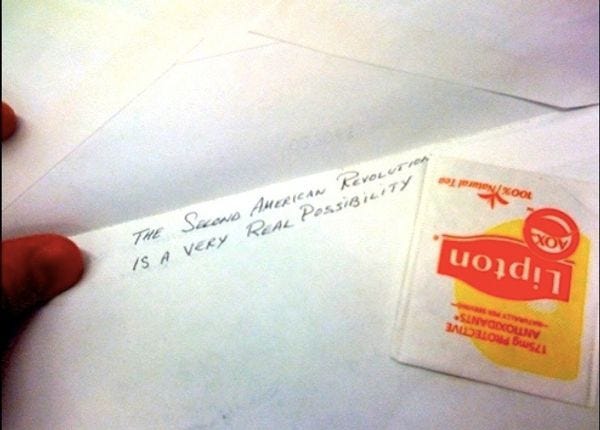 THE SECOND AMERICAN REVOLUTION
IS A VERY REAL POSSIBILITY
100% Natural Tea
AOX
Lipton
175mg PROTECTIVE
ANTIOXIDANTS*